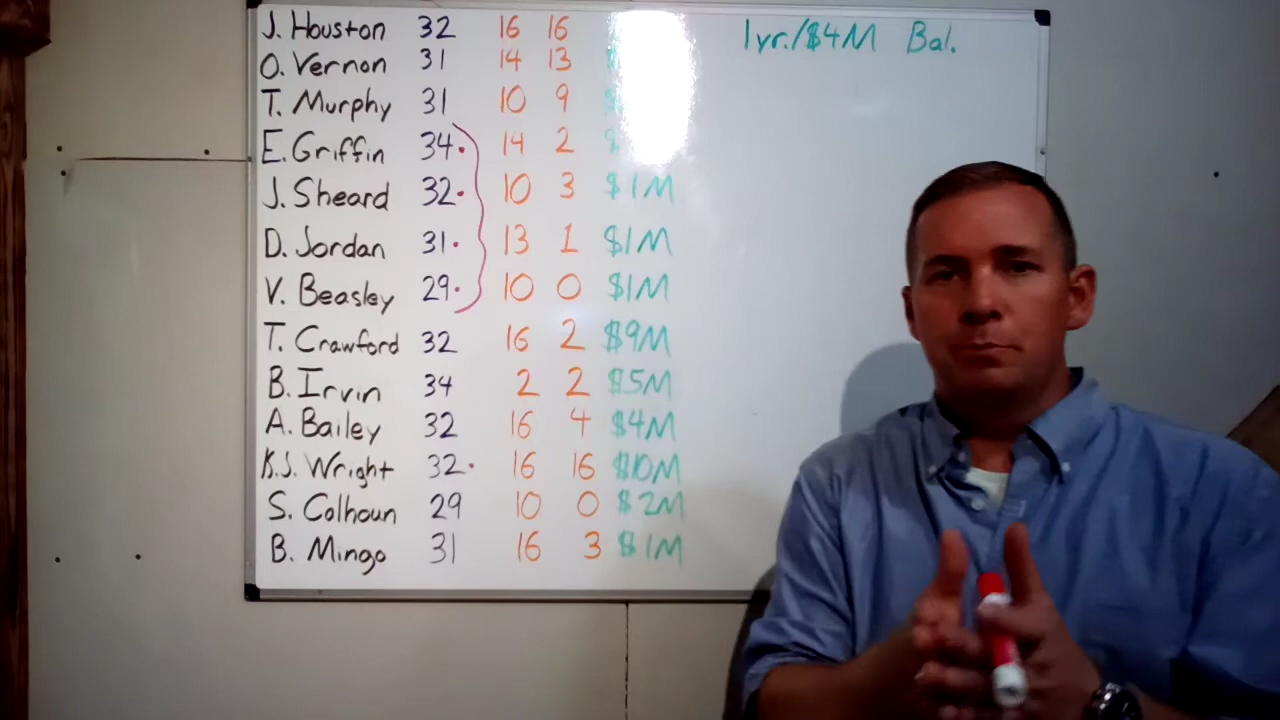 J. Houston 32 16 16 1yr./$4M Bal.
O. Vernon 31 14 13
T. Murphy 31 10 9
E. Griffin 34 14 2 $
J. Sheard 32 10 3 $1M
D. Jordan 31 13 1 $1M
V. Beasley 29 10 0 $1M
T. Crawford 32 16 2 $9M
B. Irvin 34 2 2 $5M
A. Bailey 32 16 4 $4M
K.J. Wright 32 16 16 $10M
S. Calhoun 29 10 0 $2M
B. Mingo 31 16 3 $1M